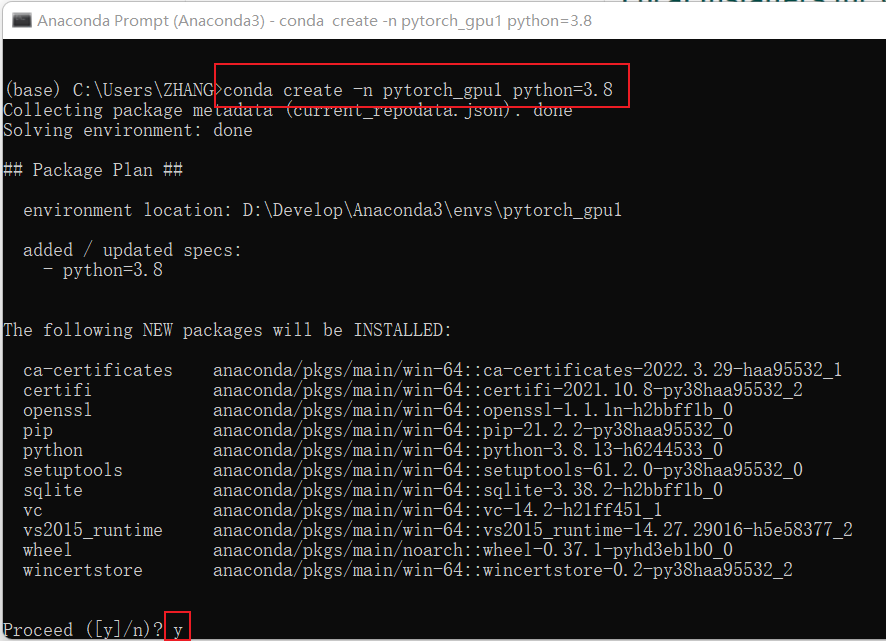 Anaconda Prompt (Anaconda3) - conda  create -n pytorch_gpu1 python=3.8
(base) C:\Users\ZHANG>conda create -n pytorch_gpu1 python=3.8
Collecting package metadata (current_repodata.json): done
Solving environment: done
## Package Plan ##
environment location: D:\Develop\Anaconda3\envs\pytorch_gpu1
added / updated specs:
- python=3.8
The following NEW packages will be INSTALLED:
ca-certificates    anaconda/pkgs/main/win-64::ca-certificates-2022.3.29-haa95532_1
certifi            anaconda/pkgs/main/win-64::certifi-2021.10.8-py38haa95532_2
openssl            anaconda/pkgs/main/win-64::openssl-1.1.1n-h2bbff1b_0
pip                anaconda/pkgs/main/win-64::pip-21.2.2-py38haa95532_0
python             anaconda/pkgs/main/win-64::python-3.8.13-h6244533_0
setuptools         anaconda/pkgs/main/win-64::setuptools-61.2.0-py38haa95532_0
sqlite             anaconda/pkgs/main/win-64::sqlite-3.38.2-h2bbff1b_0
vc                 anaconda/pkgs/main/win-64::vc-14.2-h21ff451_1
vs2015_runtime     anaconda/pkgs/main/win-64::vs2015_runtime-14.27.29016-h5e58377_2
wheel              anaconda/pkgs/main/noarch::wheel-0.37.1-pyhd3eb1b0_0
wincertstore       anaconda/pkgs/main/win-64::wincertstore-0.2-py38haa95532_2
Proceed ([y]/n)? y